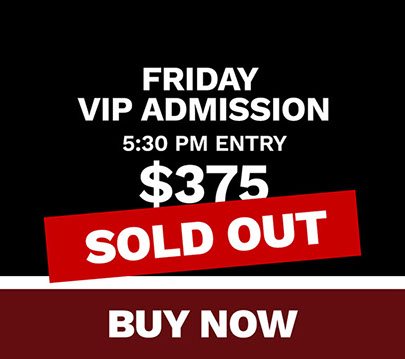 FRIDAY
VIP ADMISSION
5:30 PM ENTRY
$375
SOLD OUT
BUY NOW